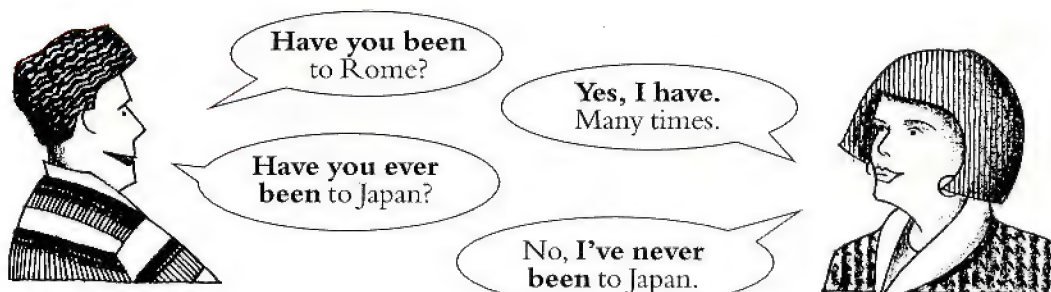 Have you been
to Rome?
Yes, I have.
Many times.
Have you ever
been to Japan?
No, I've never
been to Japan.